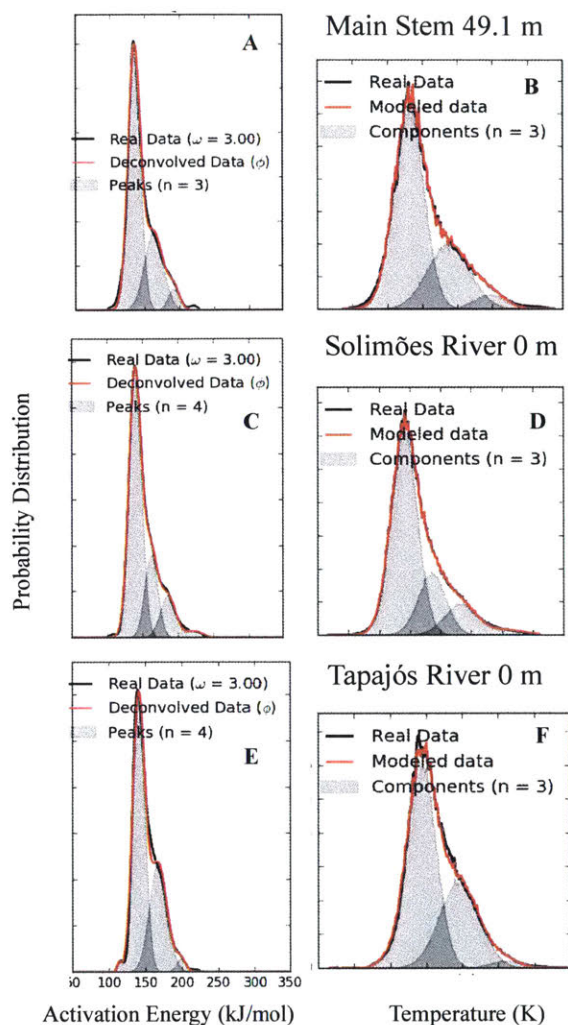 Main Stem 49.1 m
A
Real Data (ω = 3.00)
Deconvolved Data (ϕ)
Peaks (n = 3)
B
Real Data
Modeled data
Components (n = 3)
Solimões River 0 m
Real Data (ω = 3.00)
Deconvolved Data (ϕ)
Peaks (n = 4)
C
Real Data
D
Modeled data
Components (n = 3)
Probability Distribution
Tapajós River 0 m
Real Data (ω = 3.00)
Deconvolved Data (ϕ)
Peaks (n = 4)
E
Real Data
F
Modeled data
Components (n = 3)
50 100 150 200 250 300 350
Activation Energy (kJ/mol)
Temperature (K)